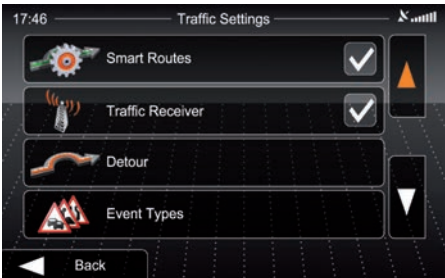 17:46 Traffic Settings
Smart Routes
Traffic Receiver
Detour
Event Types
Back